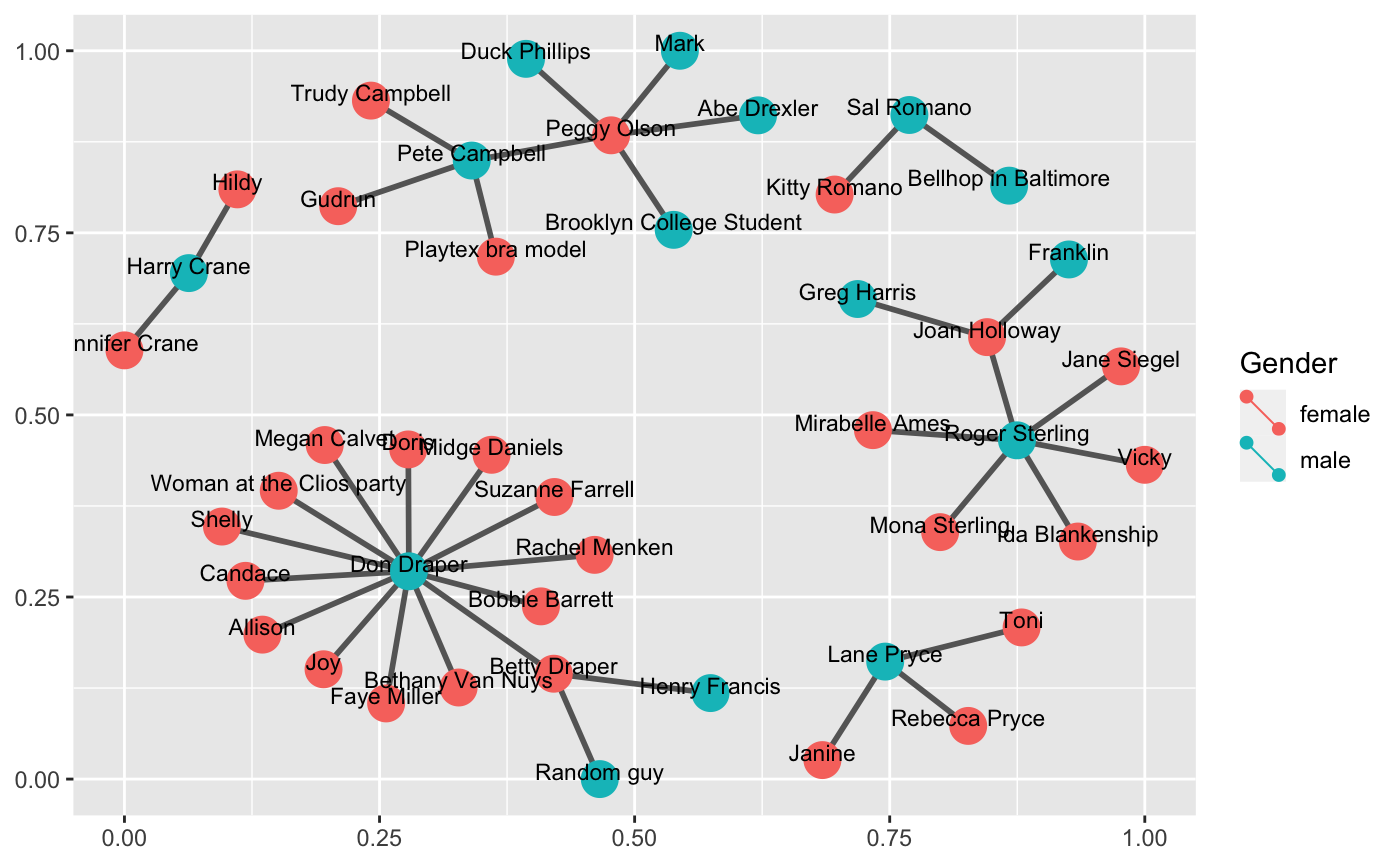 1.00
Duck Phillips
Mark
Trudy Campbell
Abe Drexler
Sal Romano
Peggy Olson
Pete Campbell
Hildy
Gudrun
Kitty Romano
Bellhop in Baltimore
Brooklyn College Student
0.75
Playtex bra model
Franklin
Harry Crane
Greg Harris
Joan Holloway
nnifer Crane
Jane Siegel
Gender
female
male
0.50
Megan Calvet
Doris
Midge Daniels
Mirabelle Ames
Roger Sterling
Vicky
Woman at the Clios party
Suzanne Farrell
Shelly
Mona Sterling
Ida Blankenship
Rachel Menken
Don Draper
Candace
0.25
Bobbie Barrett
Allison
Toni
Joy
Betty Draper
Lane Pryce
Bethany Van Nuys
Faye Miller
Henry Francis
Rebecca Pryce
Janine
0.00
Random guy
0.00
0.25
0.50
0.75
1.00